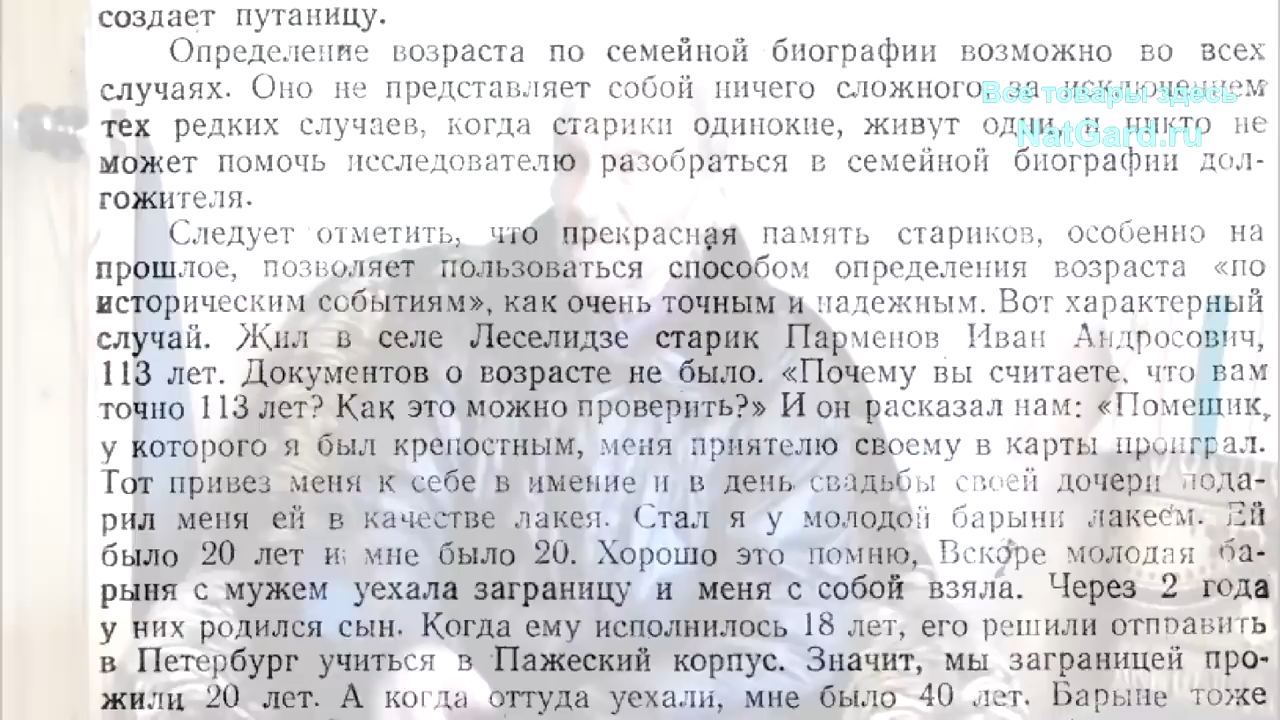 создает путаницу.
Определение возраста по семейной биографии возможно во всех
случаях. Оно не представляет собой ничего сложного, за исключением
тех редких случаев, когда старики одинокие, живут одни и никто не
может помочь исследователю разобраться в семейной биографии дол-
гожителя.
Следует отметить, что прекрасная память стариков, особенно на
прошлое, позволяет пользоваться способом определения возраста «по
историческим событиям», как очень точным и надежным. Вот характерный
случай. Жил в селе Леселидзе старик Парменов Иван Андросович,
113 лет. Документов о возрасте не было. «Почему вы считаете, что вам
точно 113 лет? Как это можно проверить?» И он рассказал нам: «Помещик,
у которого я был крепостным, меня приятелю своему в карты проиграл.
Тот привез меня к себе в имение и в день свадьбы своей дочери пода-
рил меня ей в качестве лакея. Стал я у молодой барыни лакеем. Ей
было 20 лет и мне было 20. Хорошо это помню, Вскоре молодая ба-
рыня с мужем уехала заграницу и меня с собой взяла. Через 2 года
у них родился сын. Когда ему исполнилось 18 лет, его решили отправить
в Петербург учиться в Пажеский корпус. Значит, мы заграницей про-
жили 20 лет. А когда оттуда уехали, мне было 40 лет. Барыне тоже
Все товары здесь
NatGard.ru